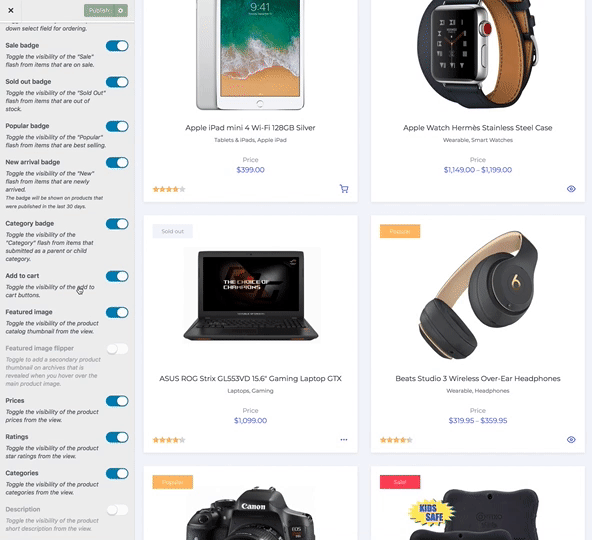 Publish
down select field for ordering.
Sale badge
Toggle the visibility of the "Sale"
flash from items that are on sale.
Sold out badge
Toggle the visibility of the "Sold Out"
flash from items that are out of
stock.
Popular badge
Toggle the visibility of the "Popular"
flash from items that are best selling.
New arrival badge
Toggle the visibility of the "New"
flash from items that are newly
arrived.
The badge will be shown on products that
were published in the last 30 days.
Category badge
Toggle the visibility of the
"Category" flash from items that
submitted as a parent or child
category.
Add to cart
Toggle the visibility of the add to
cart buttons.
Featured image
Toggle the visibility of the product
catalog thumbnail from the view.
Featured image flipper
Toggle to add a secondary product
thumbnail on archives that is
revealed when you hover over the
main product image.
Prices
Toggle the visibility of the product
prices from the view.
Ratings
Toggle the visibility of the product
star ratings from the view.
Categories
Toggle the visibility of the product
categories from the view.
Description
Toggle the visibility of the product
short description from the view.
9:41
Apple iPad mini 4 Wi-Fi 128GB Silver
Tablets & iPads, Apple iPad
Price
$399.00
Apple Watch Hermès Stainless Steel Case
Wearable, Smart Watches
Price
$1,149.00 – $1,199.00
Sold out
THE CHOICE OF
CHAMPIONS
ASUS ROG Strix GL553VD 15.6" Gaming Laptop GTX
Laptops, Gaming
Price
$1,099.00
Popular
Beats Studio 3 Wireless Over-Ear Headphones
Wearable, Headphones
Price
$319.95 – $359.95
Popular
Canon
EOS
Sale!
KIDS
SAFE